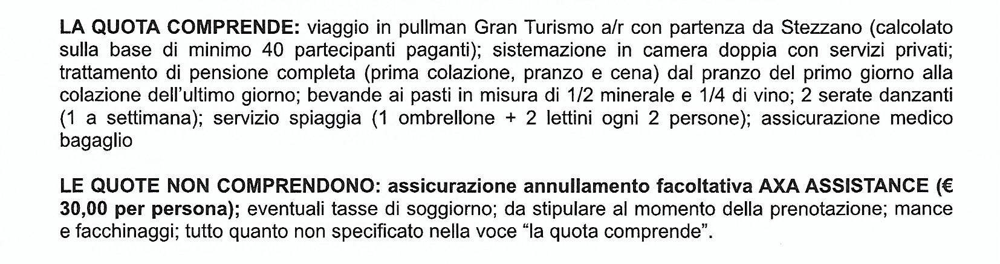 LA QUOTA COMPRENDE: viaggio in pullman Gran Turismo a/r con partenza da Stezzano (calcolato
sulla base di minimo 40 partecipanti paganti); sistemazione in camera doppia con servizi privati;
trattamento di pensione completa (prima colazione, pranzo e cena) dal pranzo del primo giorno alla
colazione dell'ultimo giorno; bevande ai pasti in misura di 1/2 minerale e 1/4 di vino; 2 serate danzanti
(1 a settimana); servizio spiaggia (1 ombrellone + 2 lettini ogni 2 persone); assicurazione medico
bagaglio
LE QUOTE NON COMPRENDONO: assicurazione annullamento facoltativa AXA ASSISTANCE (€
30,00 per persona); eventuali tasse di soggiorno; da stipulare al momento della prenotazione; mance
e facchinaggi; tutto quanto non specificato nella voce “la quota comprende”.